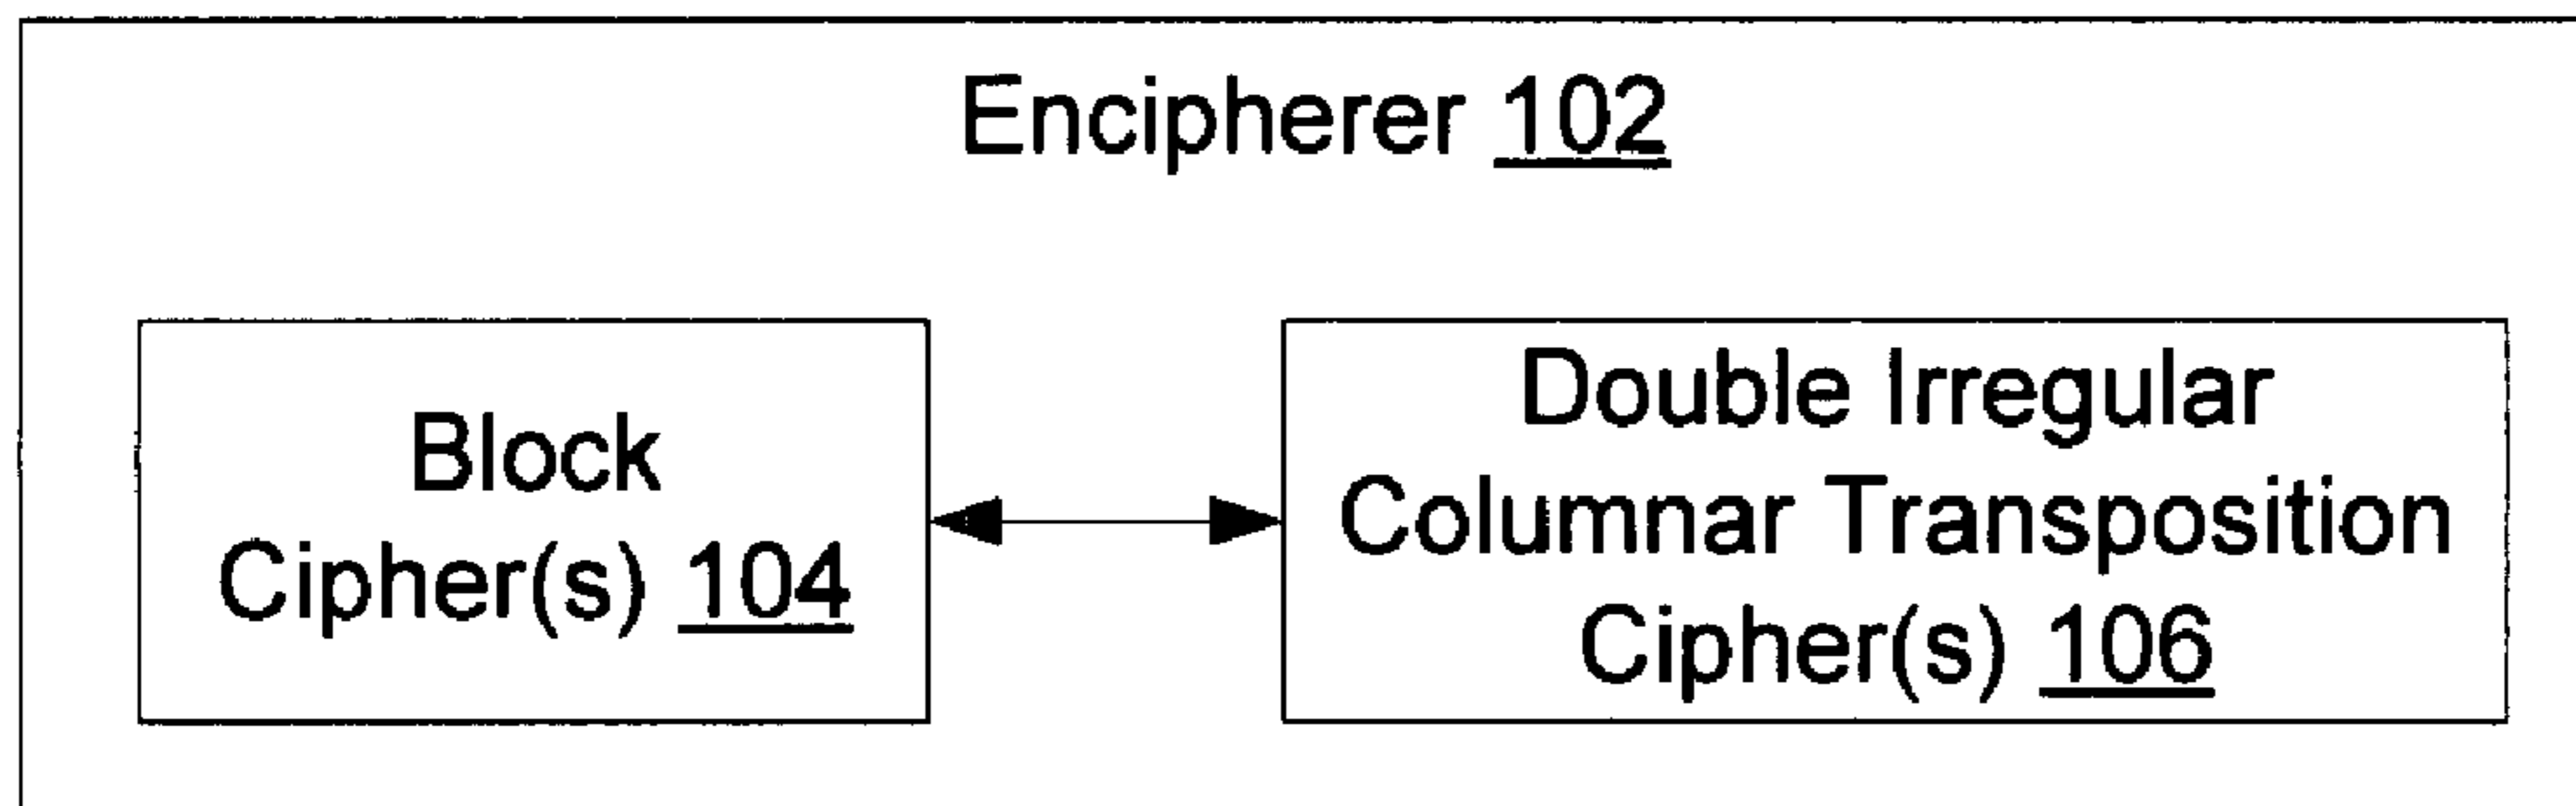 Encipherer 102
Block
Cipher(s) 104
Double Irregular
Columnar Transposition
Cipher(s) 106